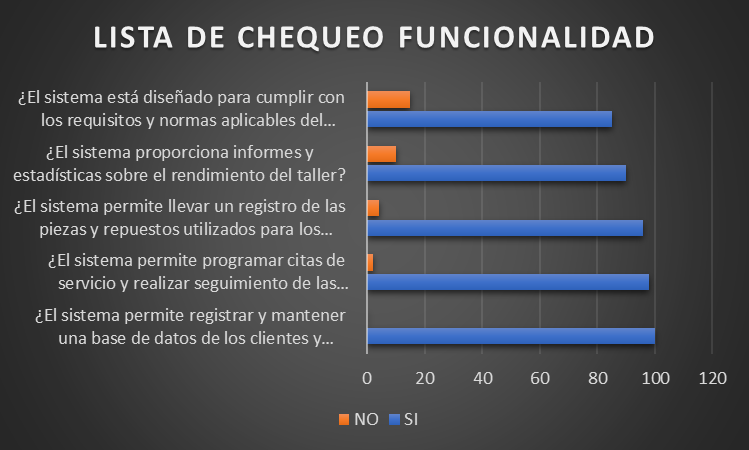 LISTA DE CHEQUEO FUNCIONALIDAD
¿El sistema está diseñado para cumplir con
los requisitos y normas aplicables del...
¿El sistema proporciona informes y
estadísticas sobre el rendimiento del taller?
¿El sistema permite llevar un registro de las
piezas y repuestos utilizados para los...
¿El sistema permite programar citas de
servicio y realizar seguimiento de las...
¿El sistema permite registrar y mantener
una base de datos de los clientes y...
0 20 40 60 80 100 120
NO SI